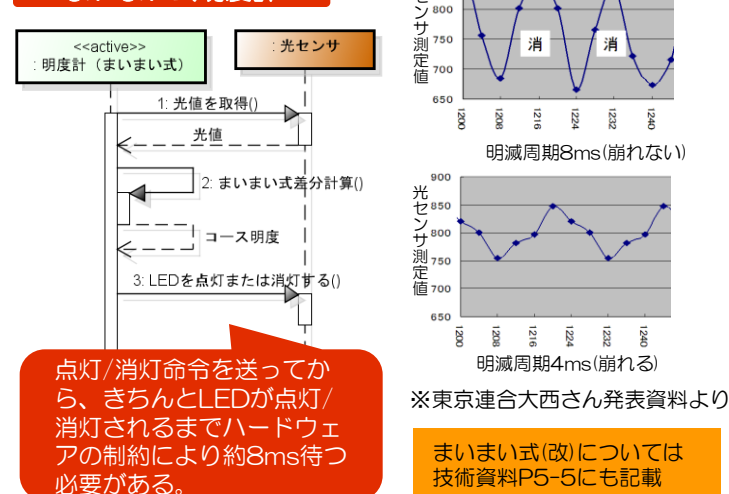 <<active>>
: 明度計（まいまい式）
: 光センサ
1: 光値を取得()
光値
2: まいまい式差分計算()
コース明度
3: LEDを点灯または消灯する()
点灯/消灯命令を送ってか
ら、きちんとLEDが点灯/
消灯されるまでハードウェ
アの制約により約8ms待つ
必要がある。
ンサ測定値
800
750
700
650
消
消
1200
1208
1216
1224
1232
1240
明滅周期8ms(崩れない)
光センサ測定値
900
850
800
750
700
650
1200
1208
1216
1224
1232
1240
明滅周期4ms(崩れる)
※東京連合大西さん発表資料より
まいまい式(改)については
技術資料P5-5にも記載